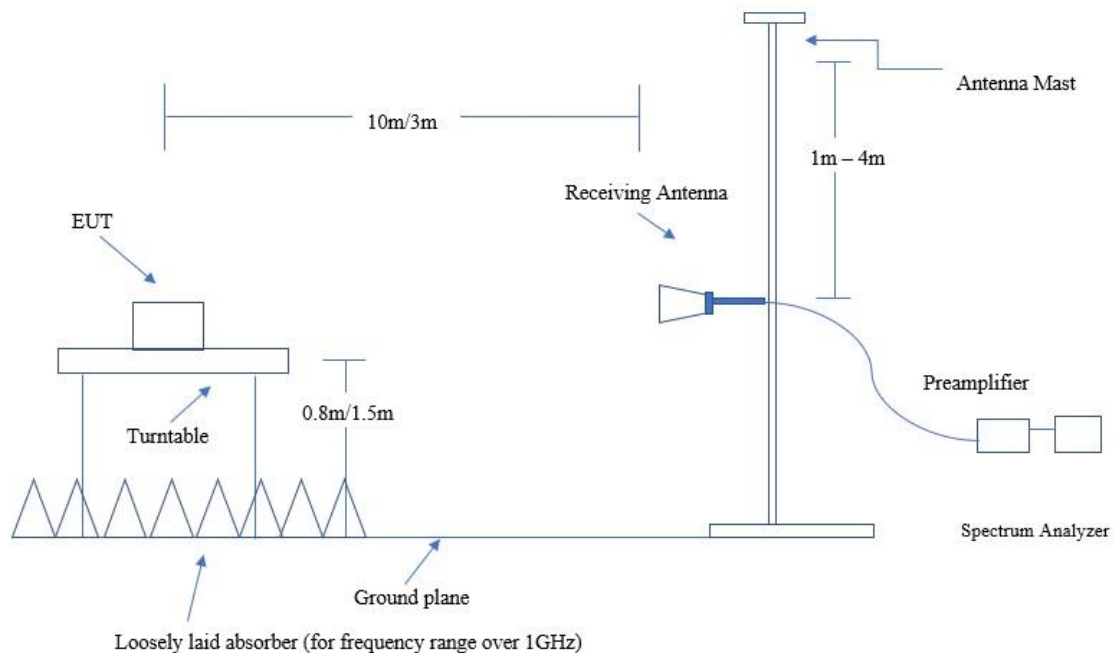 Antenna Mast
10m/3m
1m – 4m
Receiving Antenna
EUT
Preamplifier
0.8m/1.5m
Turntable
Spectrum Analyzer
Ground plane
Loosely laid absorber (for frequency range over 1GHz)